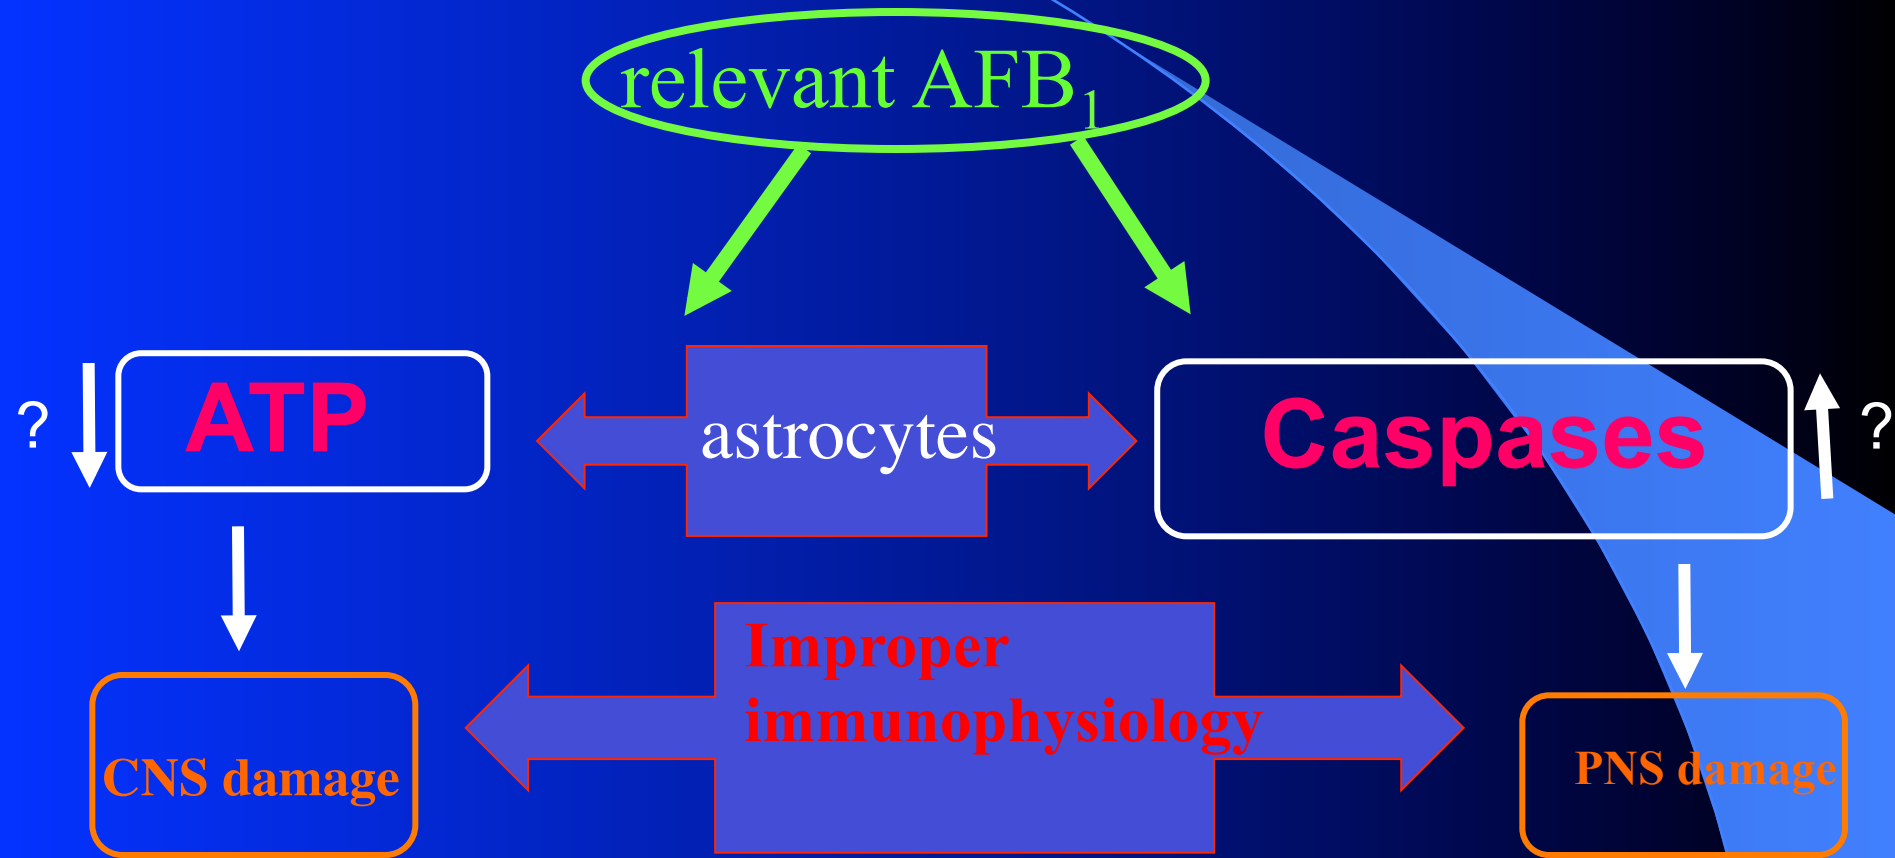 relevant AFB₁
? ATP astrocytes Caspases ?
Improper
immunophysiology
CNS damage PNS damage